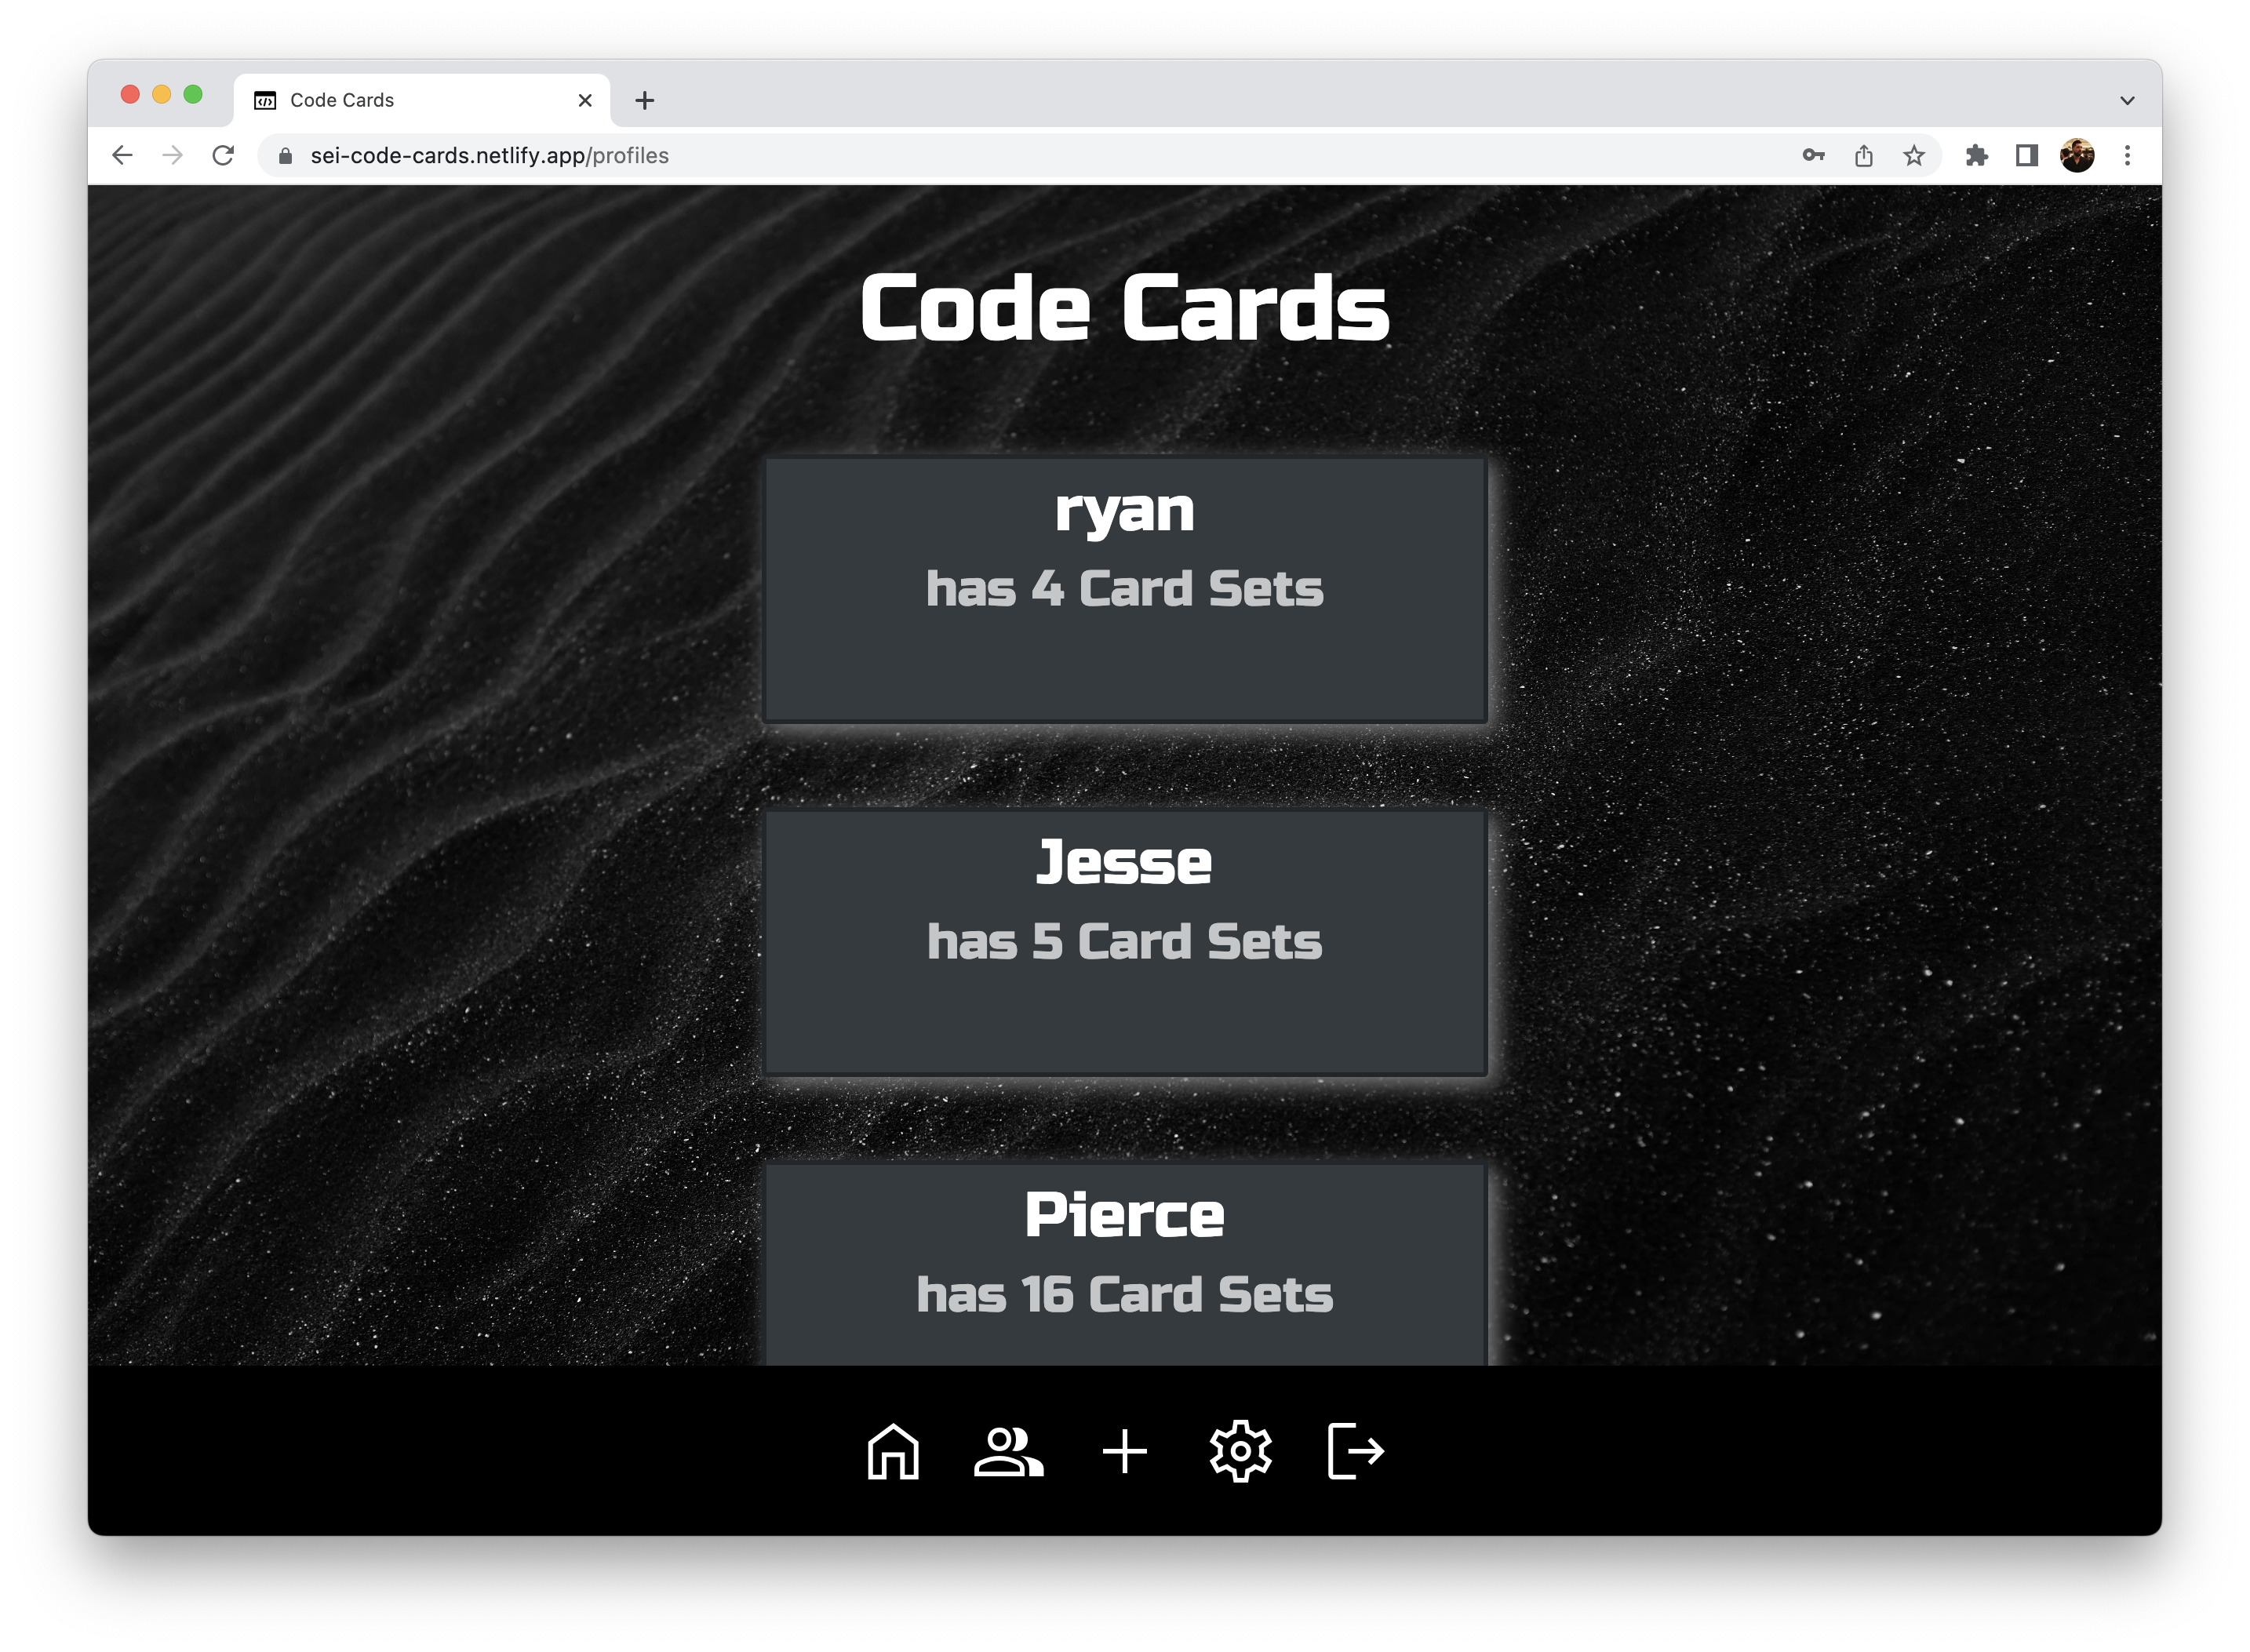 Code Cards
sei-code-cards.netlify.app/profiles
Code Cards
ryan
has 4 Card Sets
Jesse
has 5 Card Sets
Pierce
has 16 Card Sets